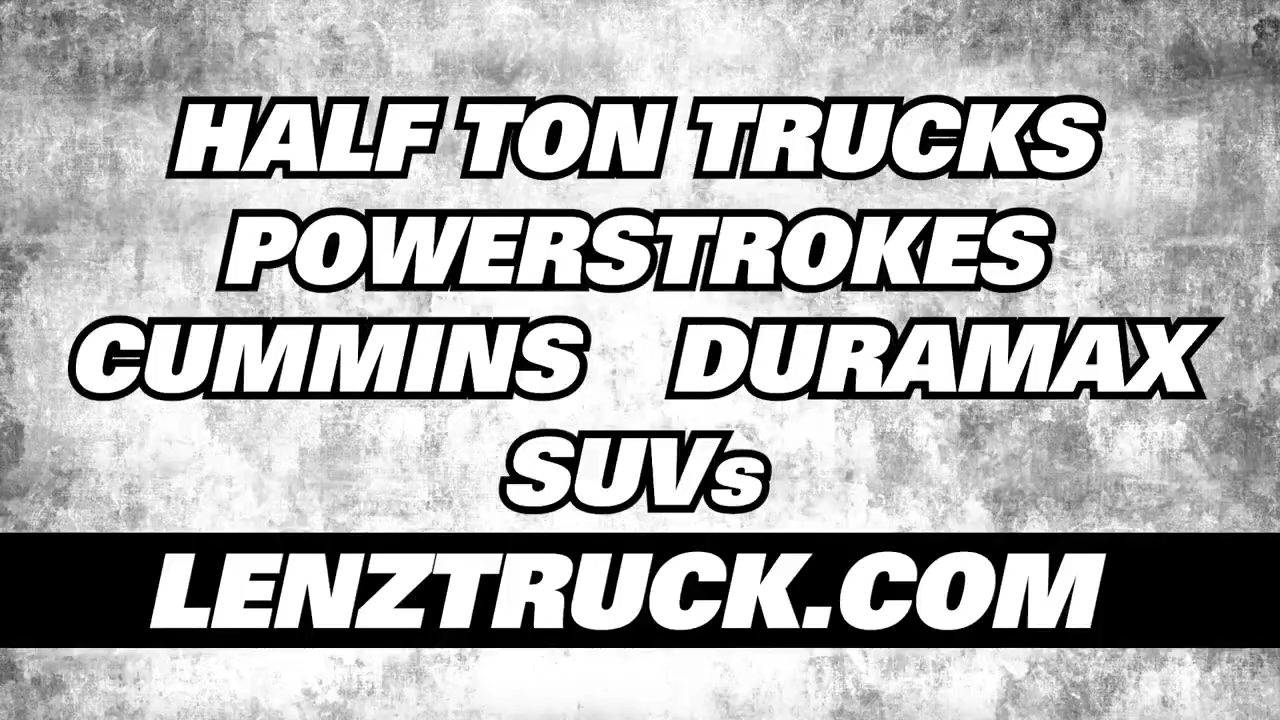 HALF TON TRUCKS
POWERSTROKES
CUMMINS DURAMAX
SUVs
LENZTRUCK.COM